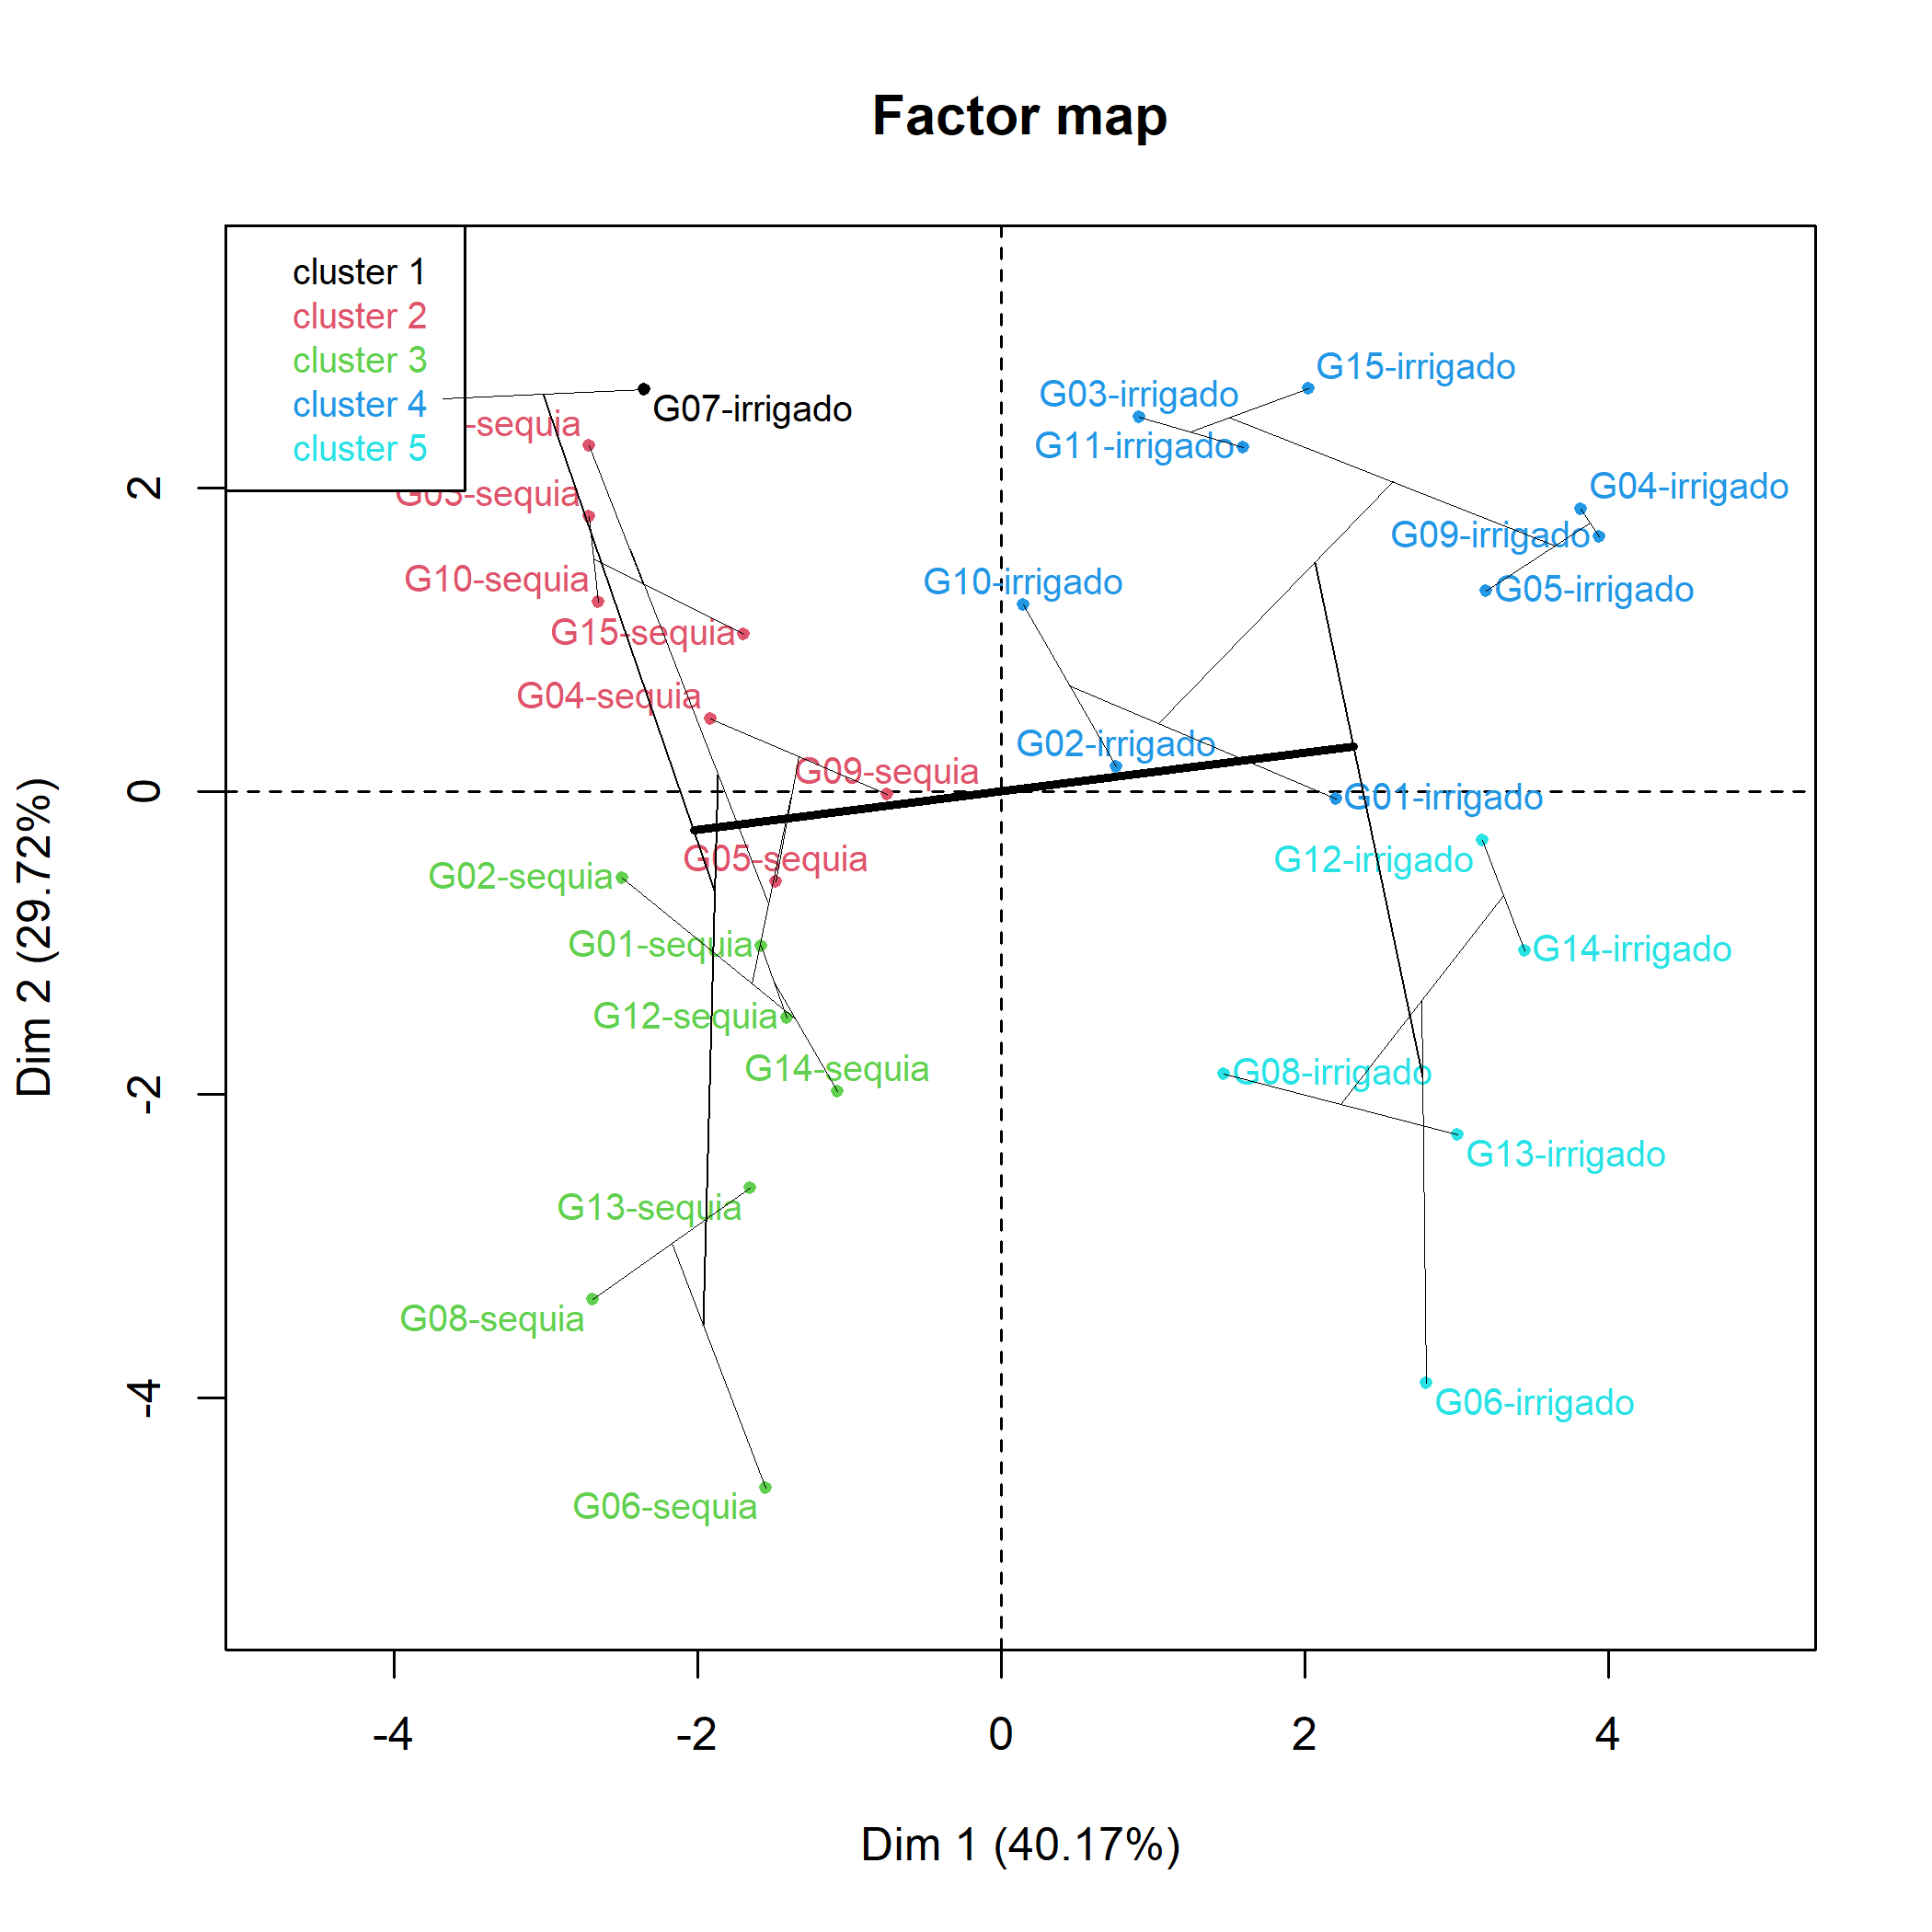 Factor map
cluster 1
cluster 2
cluster 3
cluster 4
cluster 5
G07-irrigado
-sequia
G03-sequia
G10-sequia
G15-sequia
G04-sequia
G09-sequia
G05-sequia
G02-sequia
G01-sequia
G12-sequia
G14-sequia
G13-sequia
G08-sequia
G06-sequia
G15-irrigado
G03-irrigado
G11-irrigado
G04-irrigado
G09-irrigado
G05-irrigado
G10-irrigado
G02-irrigado
G01-irrigado
G12-irrigado
G14-irrigado
G08-irrigado
G13-irrigado
G06-irrigado
2
0
-2
-4
Dim 2 (29.72%)
-4 -2 0 2 4
Dim 1 (40.17%)